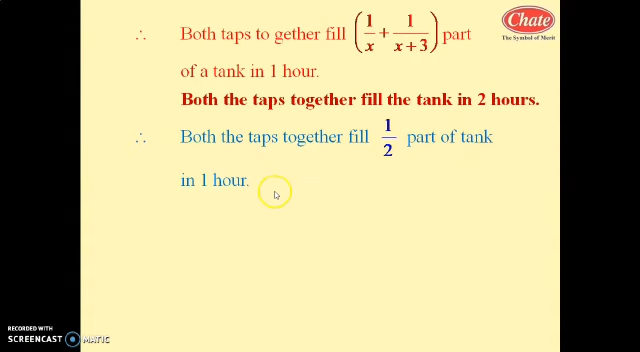 Chate
The Symbol of Merit
∴ Both taps to gether fill (1/x + 1/(x+3)) part
of a tank in 1 hour.
Both the taps together fill the tank in 2 hours.
∴ Both the taps together fill 1/2 part of tank
in 1 hour.
RECORDED WITH
SCREENCAST MATIC